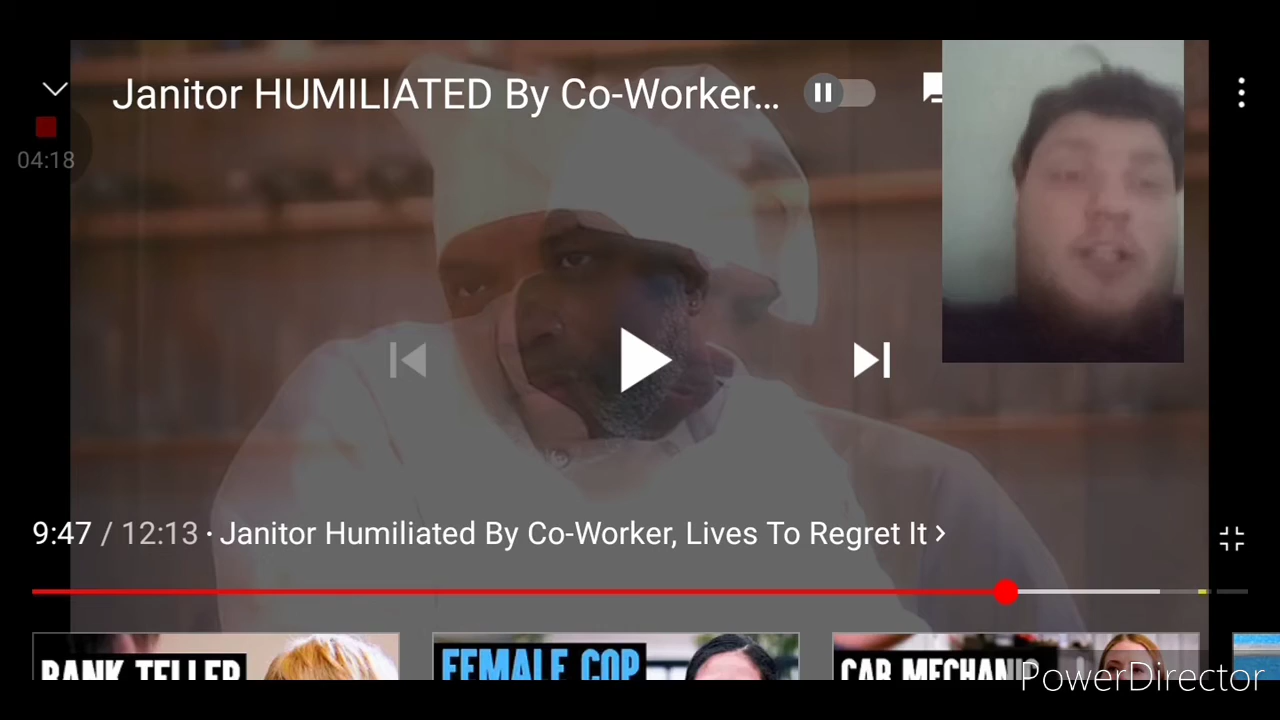 Janitor HUMILIATED By Co-Worker...
04:18
9:47 / 12:13 · Janitor Humiliated By Co-Worker, Lives To Regret It
BANK TELLER
FEMALE COP
CAR MECHANI
PowerDirector